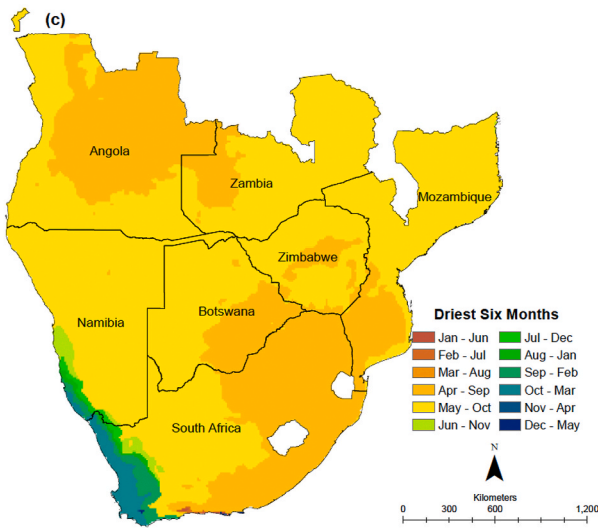 (c)
Angola
Zambia
Mozambique
Zimbabwe
Namibia
Botswana
South Africa
Driest Six Months
Jan - Jun
Feb - Jul
Mar - Aug
Apr - Sep
May - Oct
Jun - Nov
Jul - Dec
Aug - Jan
Sep - Feb
Oct - Mar
Nov - Apr
Dec - May
N
Kilometers
0 300 600 1,200